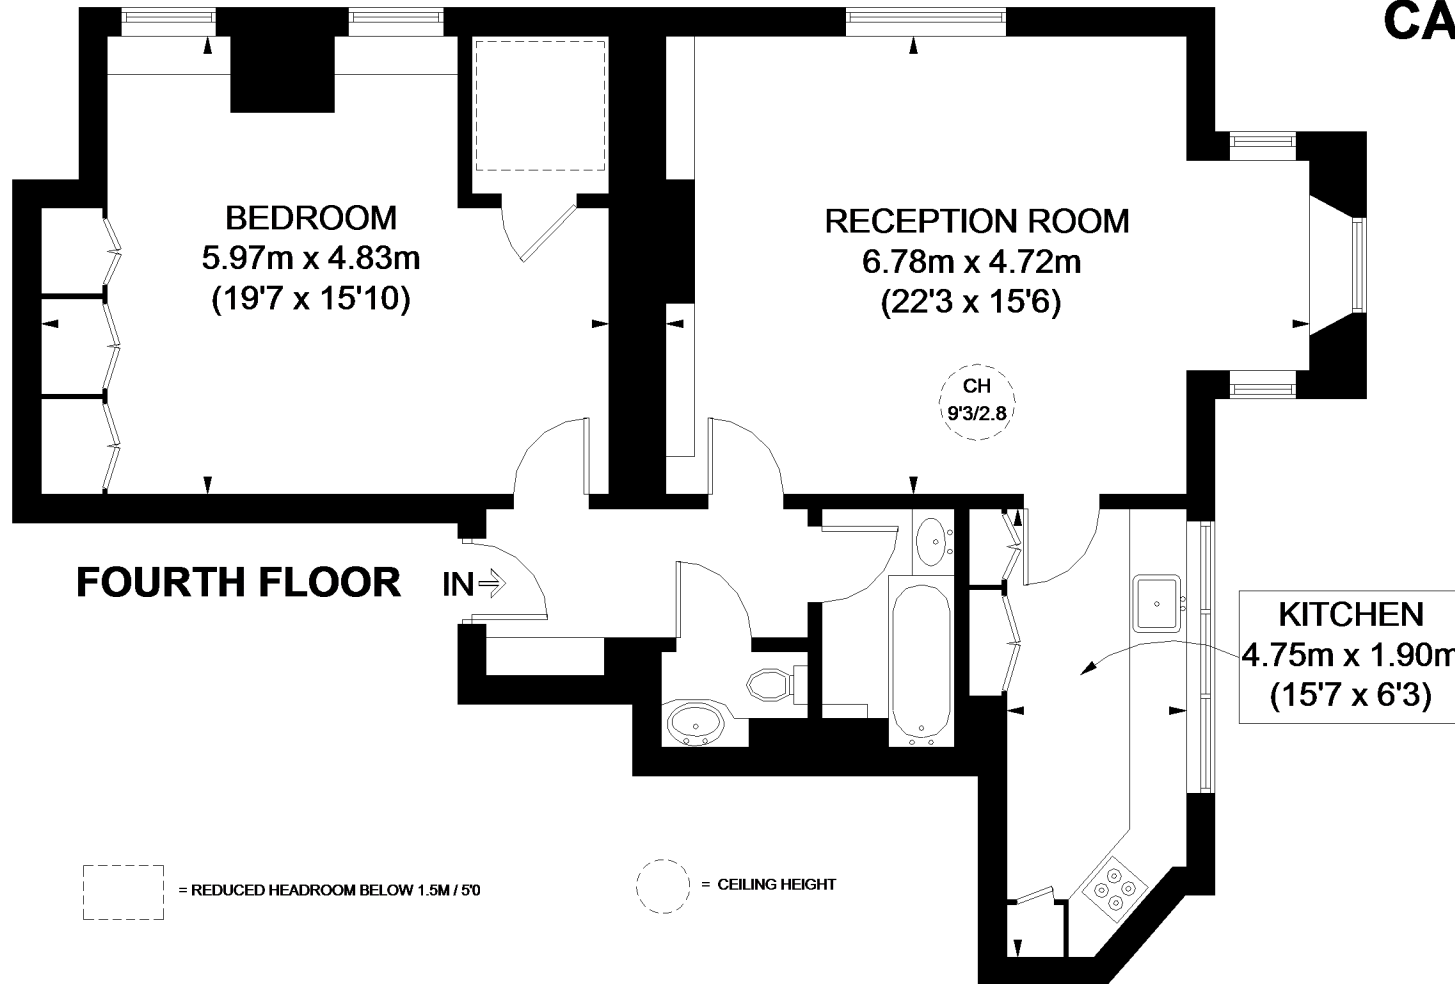 CA
BEDROOM
5.97m x 4.83m
(19'7 x 15'10)
RECEPTION ROOM
6.78m x 4.72m
(22'3 x 15'6)
CH
9'3/2.8
FOURTH FLOOR
IN
KITCHEN
4.75m x 1.90m
(15'7 x 6'3)
= REDUCED HEADROOM BELOW 1.5M / 5'0
= CEILING HEIGHT